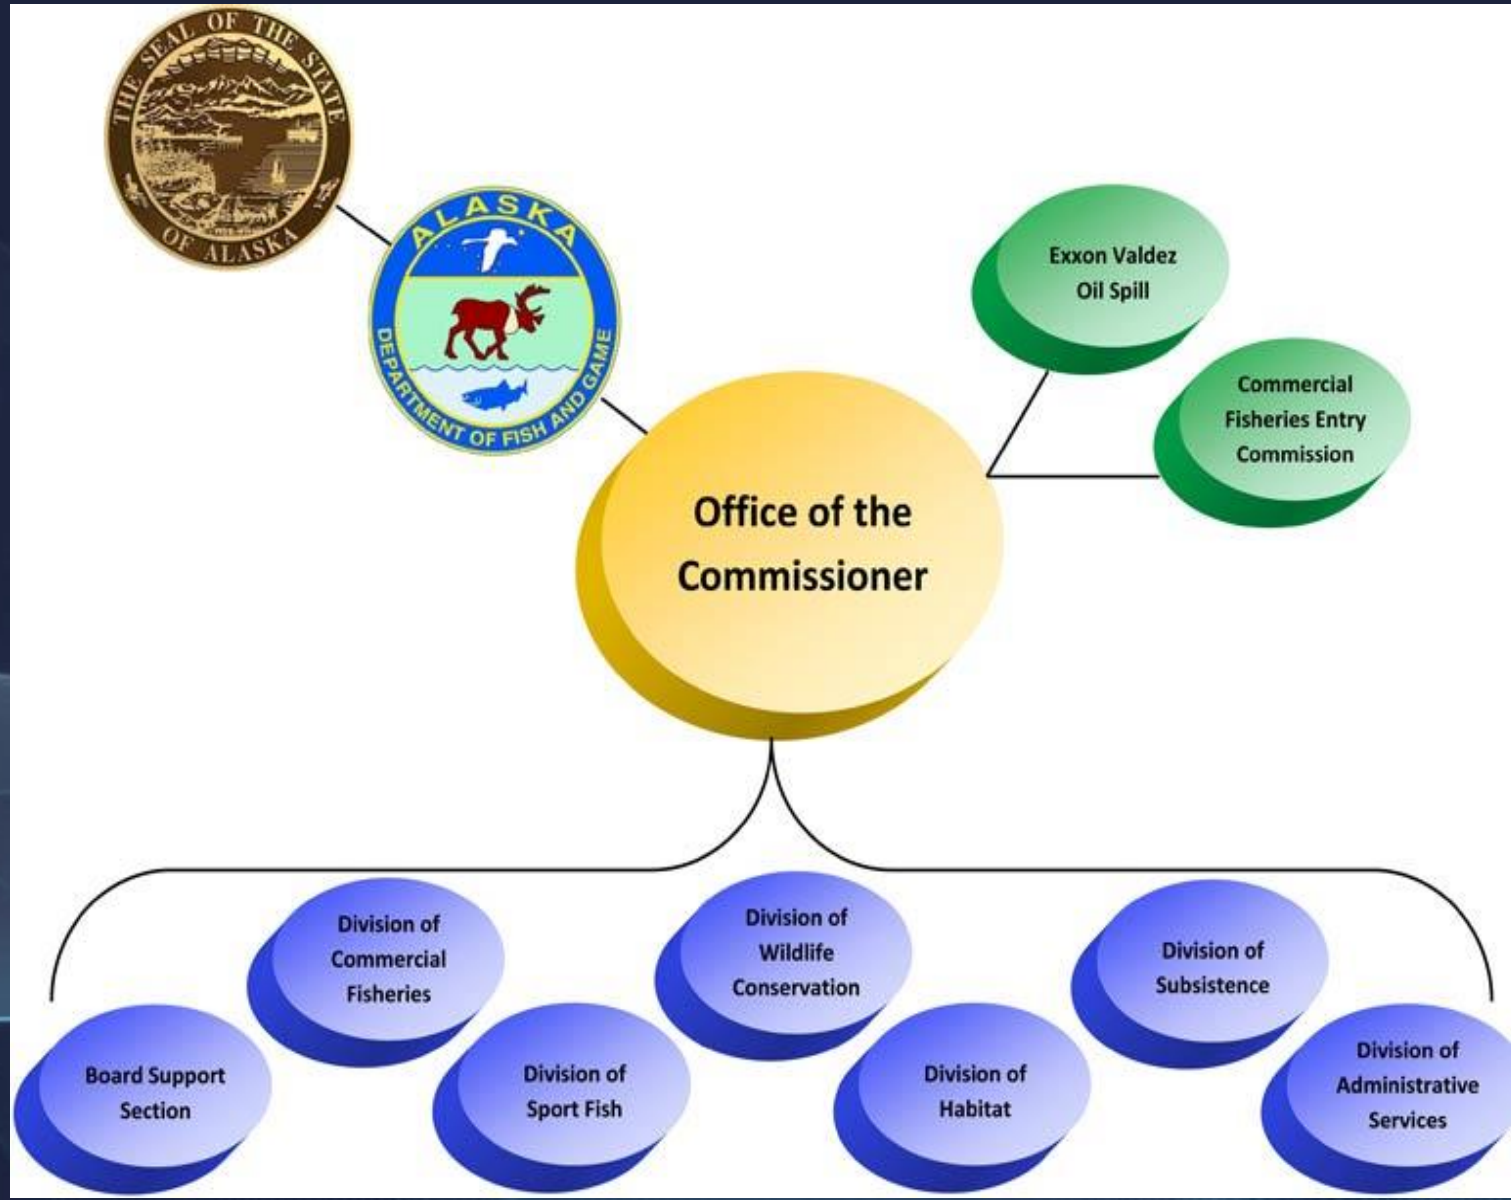 THE SEAL OF THE STATE
OF ALASKA
ALASKA
DEPARTMENT OF FISH AND GAME
Exxon Valdez
Oil Spill
Commercial
Fisheries Entry
Commission
Office of the
Commissioner
Board Support
Section
Division of
Commercial
Fisheries
Division of
Sport Fish
Division of
Wildlife
Conservation
Division of
Habitat
Division of
Subsistence
Division of
Administrative
Services